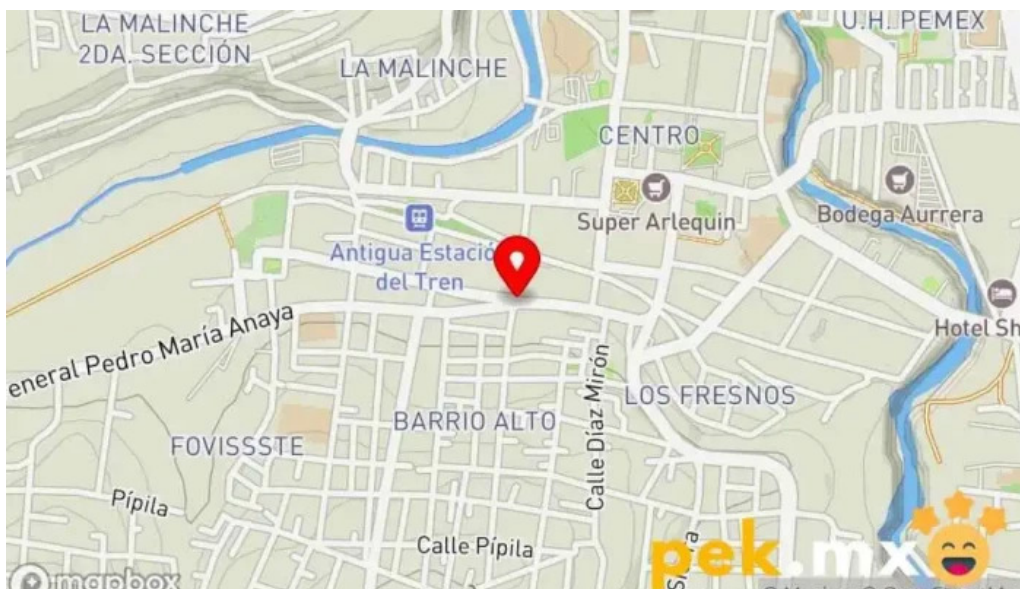 LA MALINCHE
2DA. SECCIÓN
U.H. PEMEX
LA MALINCHE
CENTRO
Super Arlequin
Bodega Aurrera
Antigua Estació
del Tren
Hotel Sh
eneral Pedro María Anaya
Calle Díaz Mirón
LOS FRESNOS
BARRIO ALTO
FOVISSSTE
Pípila
Calle Pípila
pek.mx
mapbox